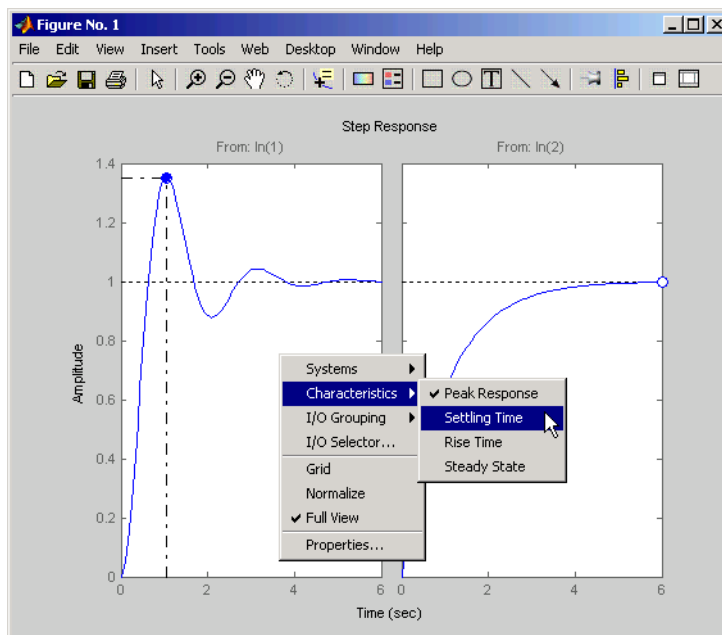 Figure No. 1
File Edit View Insert Tools Web Desktop Window Help
T
Step Response
From: In(1)
From: In(2)
1.4
1.2
1
0.8
0.6
0.4
0.2
0
Amplitude
0 2 4 6
0 2 4 6
Time (sec)
Systems
Characteristics
I/O Grouping
I/O Selector...
Grid
Normalize
Full View
Properties...
Peak Response
Settling Time
Rise Time
Steady State